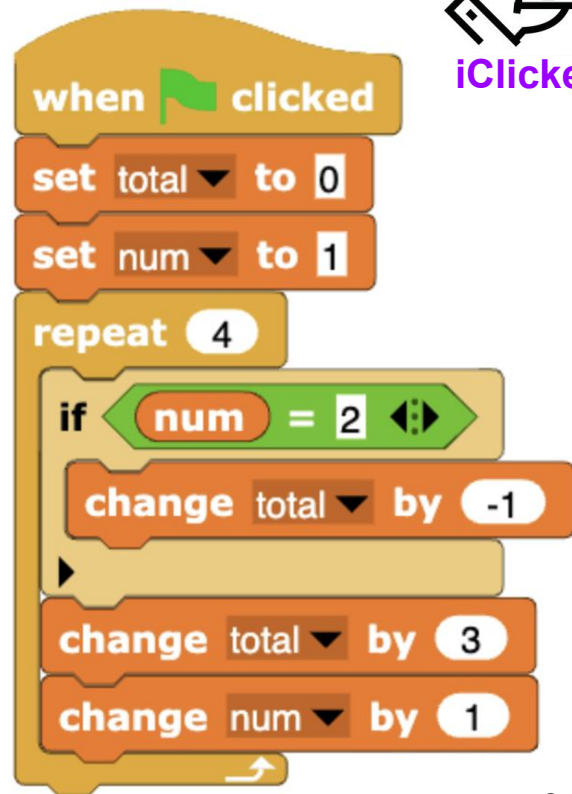 iClicke
when clicked
set total to 0
set num to 1
repeat 4
if num = 2
change total by -1
change total by 3
change num by 1